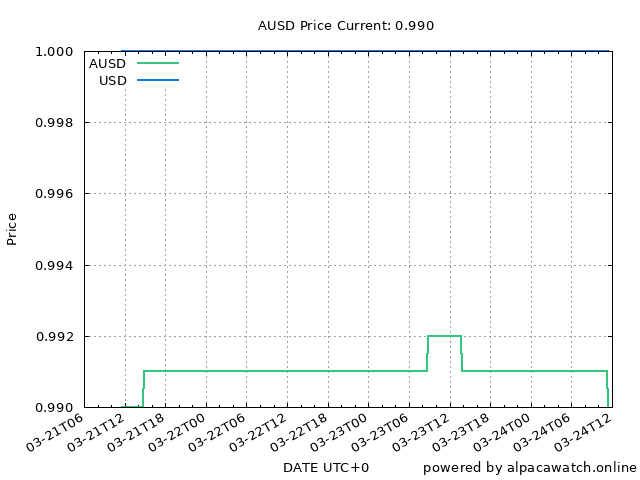 AUSD Price Current: 0.990
1.000
AUSD
USD
0.998
0.996
Price
0.994
0.992
0.990
03-21T06 03-21T12 03-21T18 03-22T00 03-22T06 03-22T12 03-22T18 03-23T00 03-23T06 03-23T12 03-23T18 03-24T00 03-24T06 03-24T12
DATE UTC+0
powered by alpacawatch.online